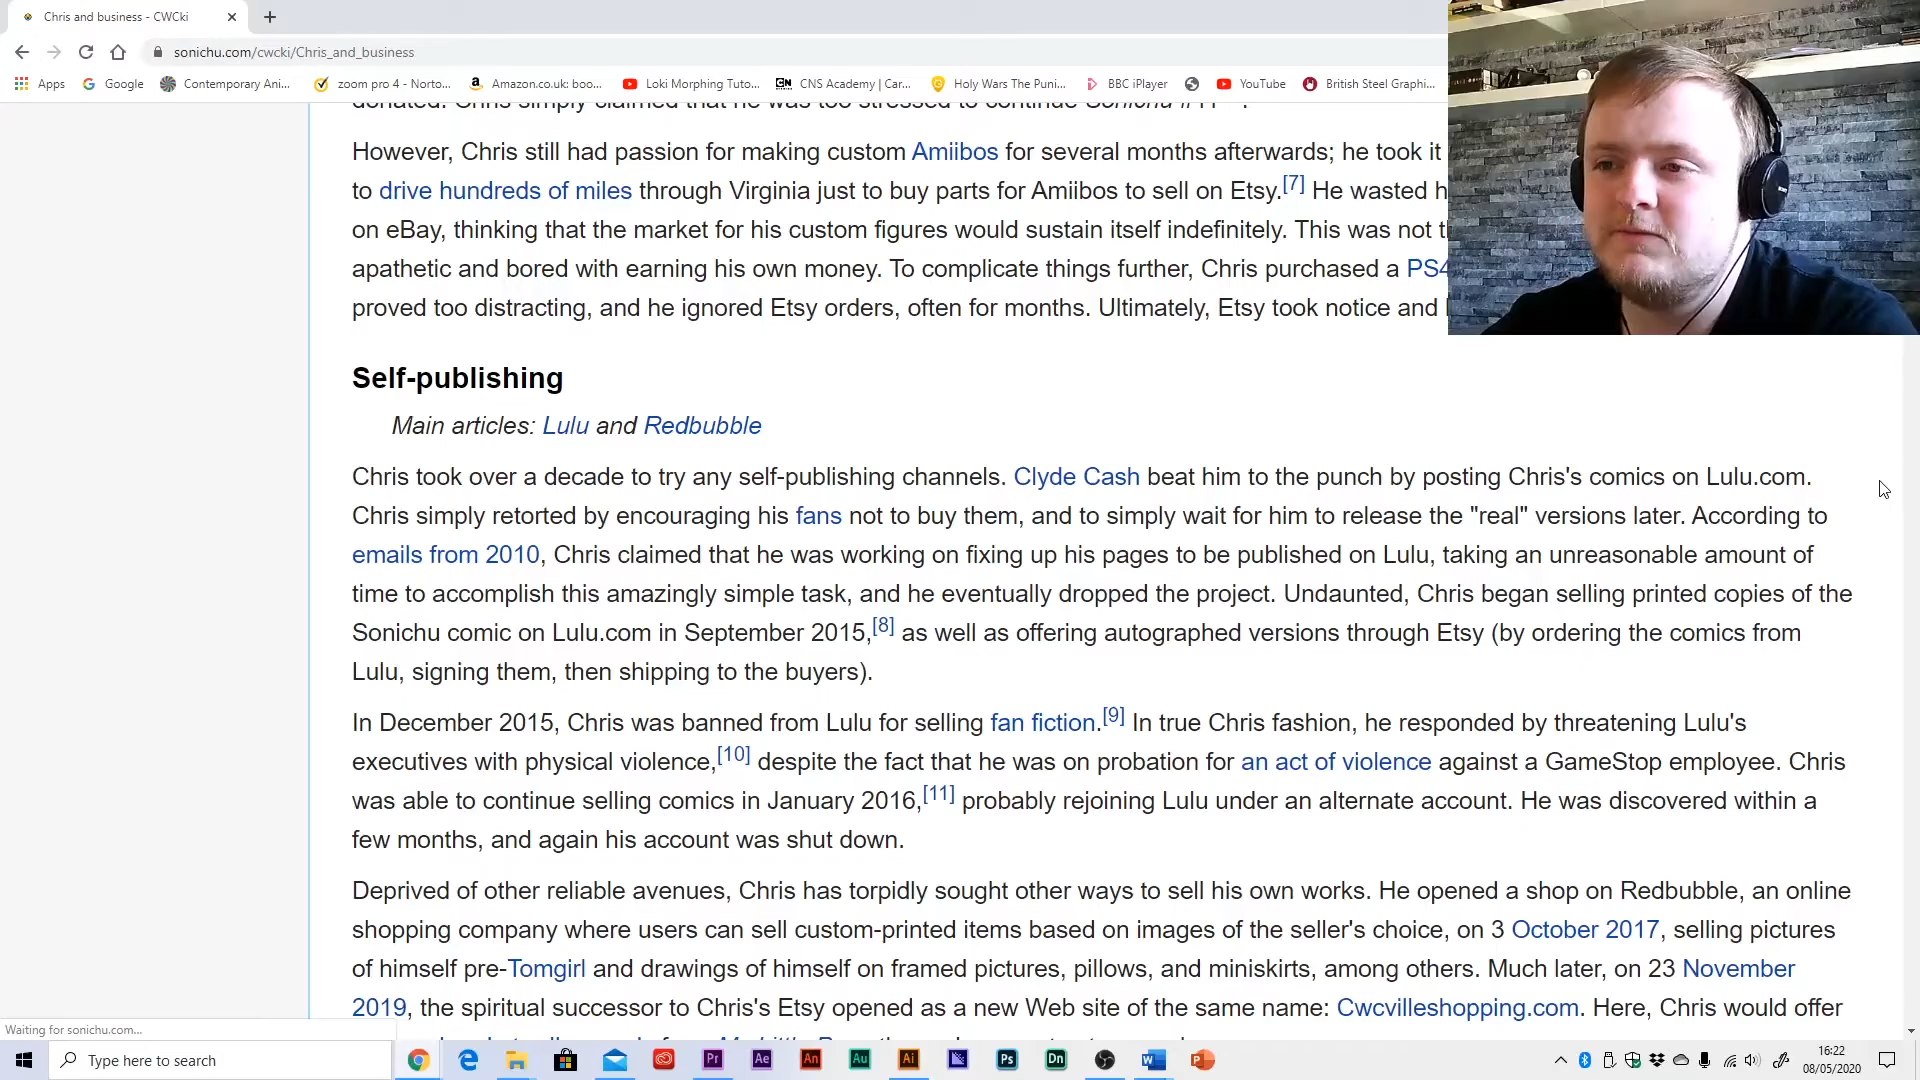 Chris and business - CWCki
sonichu.com/cwcki/Chris_and_business
Apps Google Contemporary Ani... zoom pro 4 - Norto... Amazon.co.uk: boo... Loki Morphing Tuto... CNS Academy | Car... Holy Wars The Puni... BBC iPlayer YouTube British Steel Graphi...
donated. Chris simply claimed that he was too stressed to continue Sonichu #11
However, Chris still had passion for making custom Amiibos for several months afterwards; he took it
to drive hundreds of miles through Virginia just to buy parts for Amiibos to sell on Etsy.[7] He wasted h
on eBay, thinking that the market for his custom figures would sustain itself indefinitely. This was not t
apathetic and bored with earning his own money. To complicate things further, Chris purchased a PS4
proved too distracting, and he ignored Etsy orders, often for months. Ultimately, Etsy took notice and
Self-publishing
Main articles: Lulu and Redbubble
Chris took over a decade to try any self-publishing channels. Clyde Cash beat him to the punch by posting Chris's comics on Lulu.com.
Chris simply retorted by encouraging his fans not to buy them, and to simply wait for him to release the "real" versions later. According to
emails from 2010, Chris claimed that he was working on fixing up his pages to be published on Lulu, taking an unreasonable amount of
time to accomplish this amazingly simple task, and he eventually dropped the project. Undaunted, Chris began selling printed copies of the
Sonichu comic on Lulu.com in September 2015,[8] as well as offering autographed versions through Etsy (by ordering the comics from
Lulu, signing them, then shipping to the buyers).
In December 2015, Chris was banned from Lulu for selling fan fiction.[9] In true Chris fashion, he responded by threatening Lulu's
executives with physical violence,[10] despite the fact that he was on probation for an act of violence against a GameStop employee. Chris
was able to continue selling comics in January 2016,[11] probably rejoining Lulu under an alternate account. He was discovered within a
few months, and again his account was shut down.
Deprived of other reliable avenues, Chris has torpidly sought other ways to sell his own works. He opened a shop on Redbubble, an online
shopping company where users can sell custom-printed items based on images of the seller's choice, on 3 October 2017, selling pictures
of himself pre-Tomgirl and drawings of himself on framed pictures, pillows, and miniskirts, among others. Much later, on 23 November
2019, the spiritual successor to Chris's Etsy opened as a new Web site of the same name: Cwcvilleshopping.com. Here, Chris would offer
Waiting for sonichu.com...
Type here to search
16:22
08/05/2020